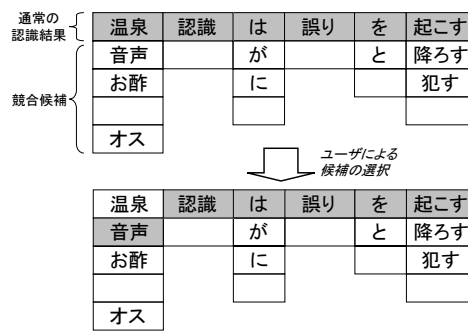 通常の
認識結果
温泉 認識 は 誤り を 起こす
競合候補
音声 が と 降ろす
お酢 に 犯す
オス
ユーザによる
候補の選択
温泉 認識 は 誤り を 起こす
音声 が と 降ろす
お酢 に 犯す
オス